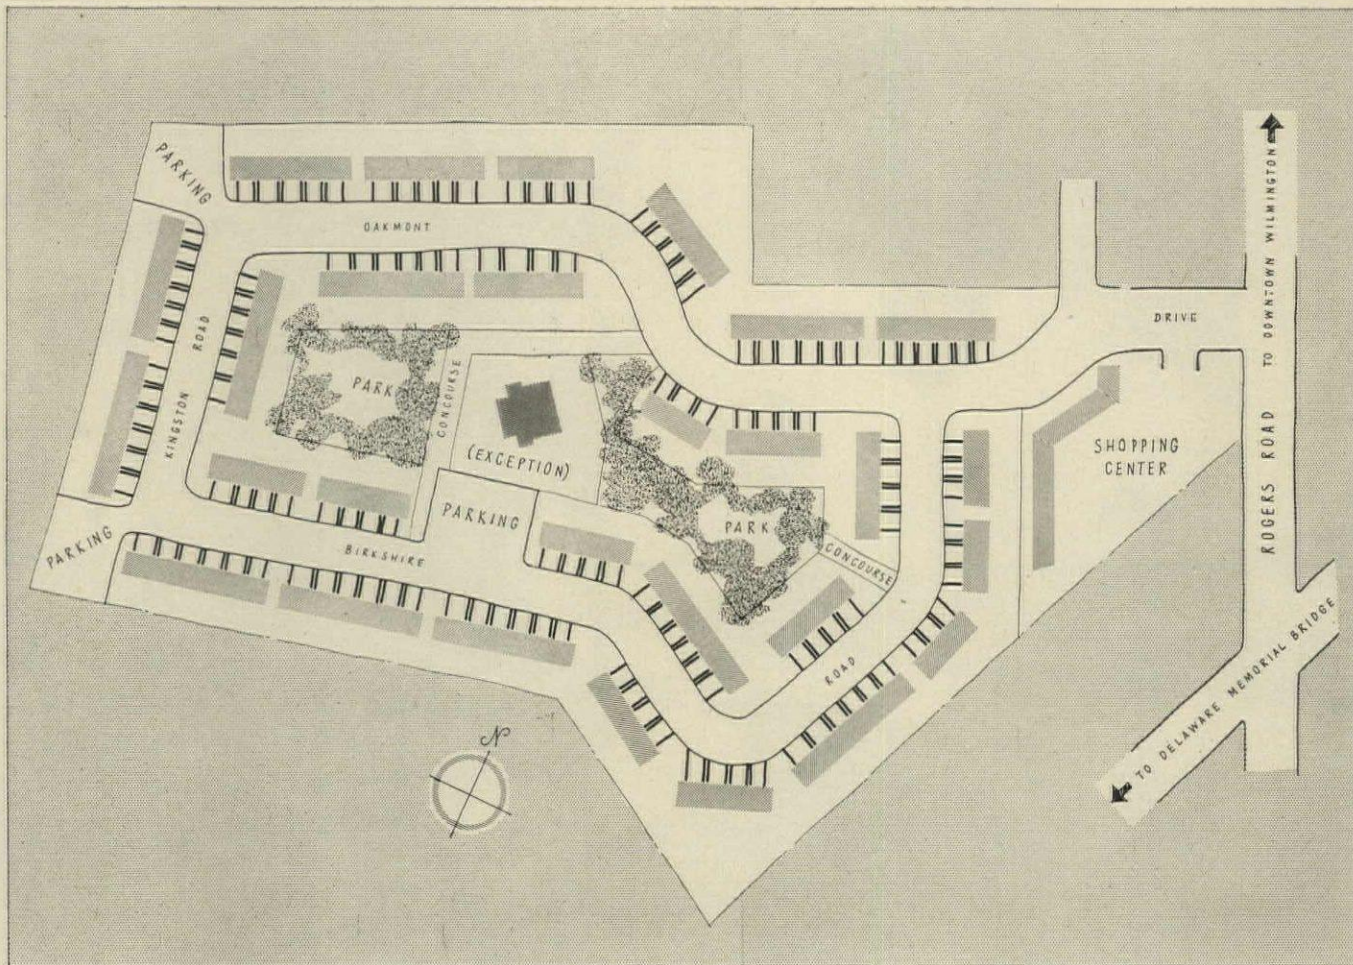 PARKING
OAKMONT
DRIVE
TO DOWNTOWN WILMINGTON
ROGERS ROAD
KINGSTON
ROAD
PARK
CONCOURSE
(EXCEPTION)
SHOPPING
CENTER
PARKING
PARKING
BIRKSHIRE
PARK
CONCOURSE
ROAD
TO DELAWARE MEMORIAL BRIDGE
N